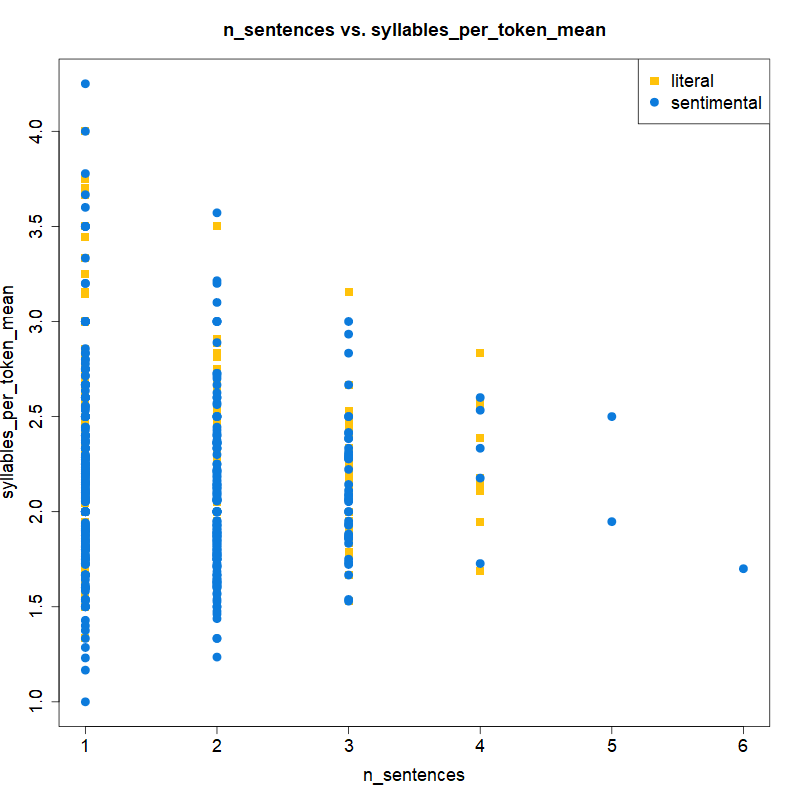 n_sentences vs. syllables_per_token_mean
literal
sentimental
syllables_per_token_mean
4.0
3.5
3.0
2.5
2.0
1.5
1.0
1 2 3 4 5 6
n_sentences